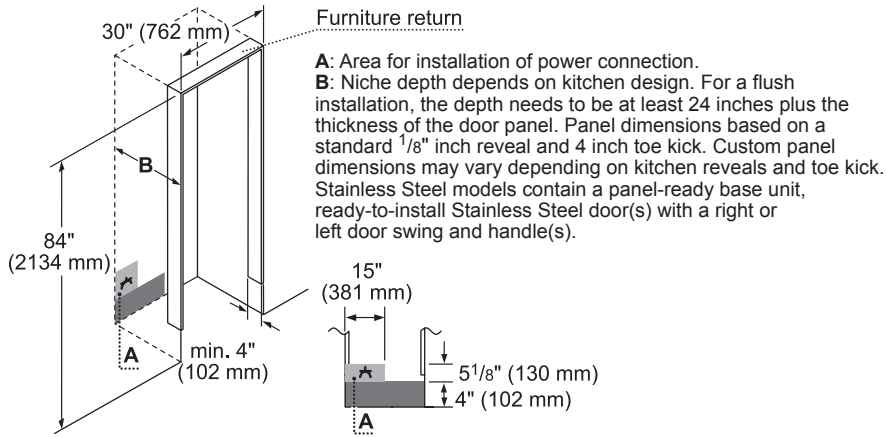 30" (762 mm)
Furniture return
A: Area for installation of power connection.
B: Niche depth depends on kitchen design. For a flush
installation, the depth needs to be at least 24 inches plus the
thickness of the door panel. Panel dimensions based on a
standard 1/8" inch reveal and 4 inch toe kick. Custom panel
dimensions may vary depending on kitchen reveals and toe kick.
Stainless Steel models contain a panel-ready base unit,
ready-to-install Stainless Steel door(s) with a right or
left door swing and handle(s).
B
84"
(2134 mm)
A
min. 4"
(102 mm)
15"
(381 mm)
5 1/8" (130 mm)
4" (102 mm)
A